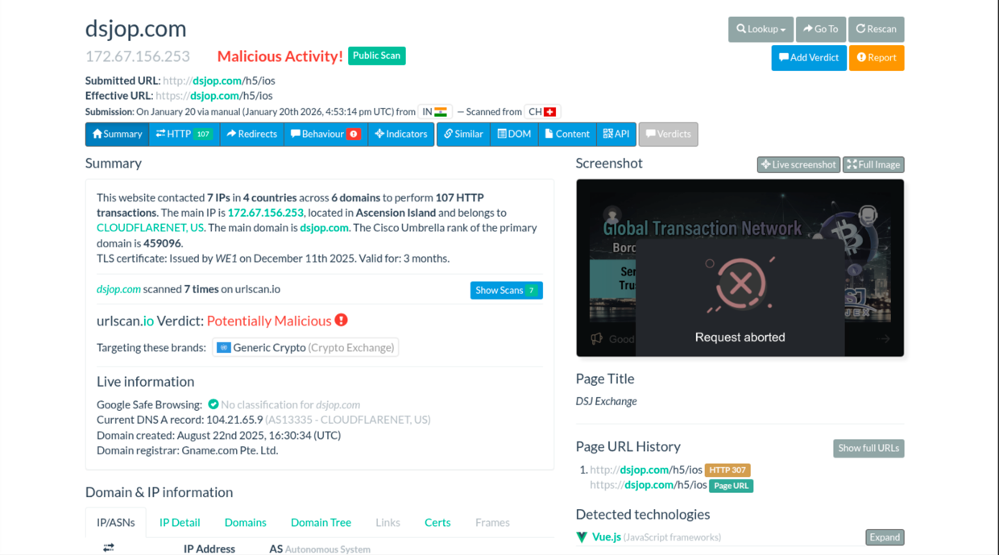 dsjop.com
Lookup
Go To
Rescan
172.67.156.253
Malicious Activity!
Public Scan
Add Verdict
Report
Submitted URL: http://dsjop.com/h5/ios
Effective URL: https://dsjop.com/h5/ios
Submission: On January 20 via manual (January 20th 2026, 4:53:14 pm UTC) from IN — Scanned from CH
Summary
HTTP 107
Redirects
Behaviour
Indicators
Similar
DOM
Content
API
Verdicts
Summary
This website contacted 7 IPs in 4 countries across 6 domains to perform 107 HTTP
transactions. The main IP is 172.67.156.253, located in Ascension Island and belongs to
CLOUDFLARENET, US. The main domain is dsjop.com. The Cisco Umbrella rank of the primary
domain is 459096.
TLS certificate: Issued by WE1 on December 11th 2025. Valid for: 3 months.
dsjop.com scanned 7 times on urlscan.io
Show Scans 7
urlscan.io Verdict: Potentially Malicious
Targeting these brands: Generic Crypto (Crypto Exchange)
Live information
Google Safe Browsing: No classification for dsjop.com
Current DNS A record: 104.21.65.9 (AS13335 - CLOUDFLARENET, US)
Domain created: August 22nd 2025, 16:30:34 (UTC)
Domain registrar: Gname.com Pte. Ltd.
Domain & IP information
IP/ASNs
IP Detail
Domains
Domain Tree
Links
Certs
Frames
IP Address
AS Autonomous System
Screenshot
Live screenshot
Full Image
Global Transaction Network
Request aborted
Good
Page Title
DSJ Exchange
Page URL History
Show full URLs
1. http://dsjop.com/h5/ios HTTP 307
https://dsjop.com/h5/ios Page URL
Detected technologies
Vue.js (JavaScript frameworks)
Expand